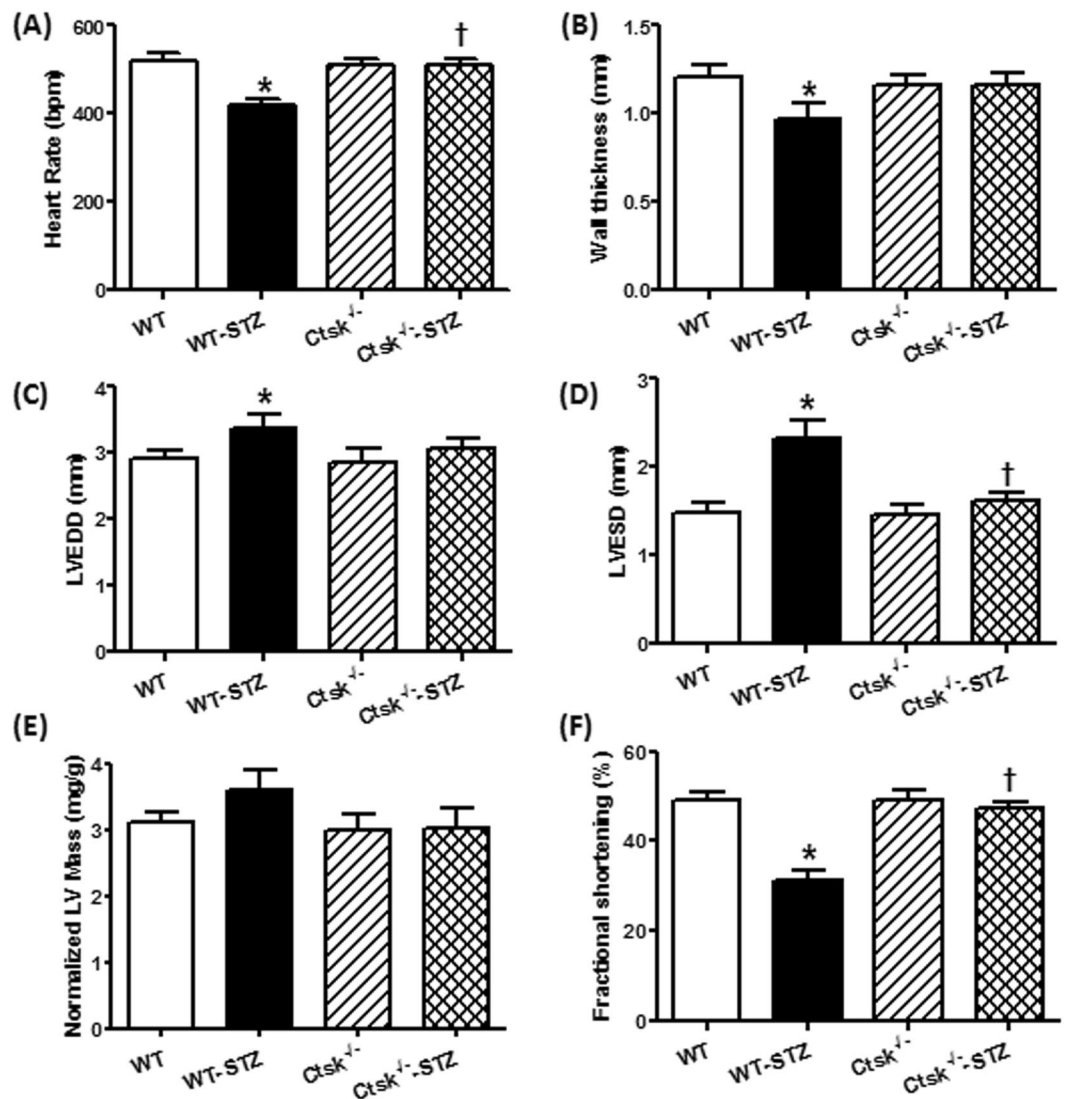 (A)
Heart Rate (bpm)
600
400
200
0
*
†
WT
WT-STZ
Ctsk-/-
Ctsk-/--STZ
(B)
Wall thickness (mm)
1.5
1.0
0.5
0.0
*
WT
WT-STZ
Ctsk-/-
Ctsk-/--STZ
(C)
LVEDD (mm)
4
3
2
1
0
*
WT
WT-STZ
Ctsk-/-
Ctsk-/--STZ
(D)
LVESD (mm)
3
2
1
0
*
†
WT
WT-STZ
Ctsk-/-
Ctsk-/--STZ
(E)
Normalized LV Mass (mg/g)
4
3
2
1
0
WT
WT-STZ
Ctsk-/-
Ctsk-/--STZ
(F)
Fractional shortening (%)
60
40
20
0
*
†
WT
WT-STZ
Ctsk-/-
Ctsk-/--STZ